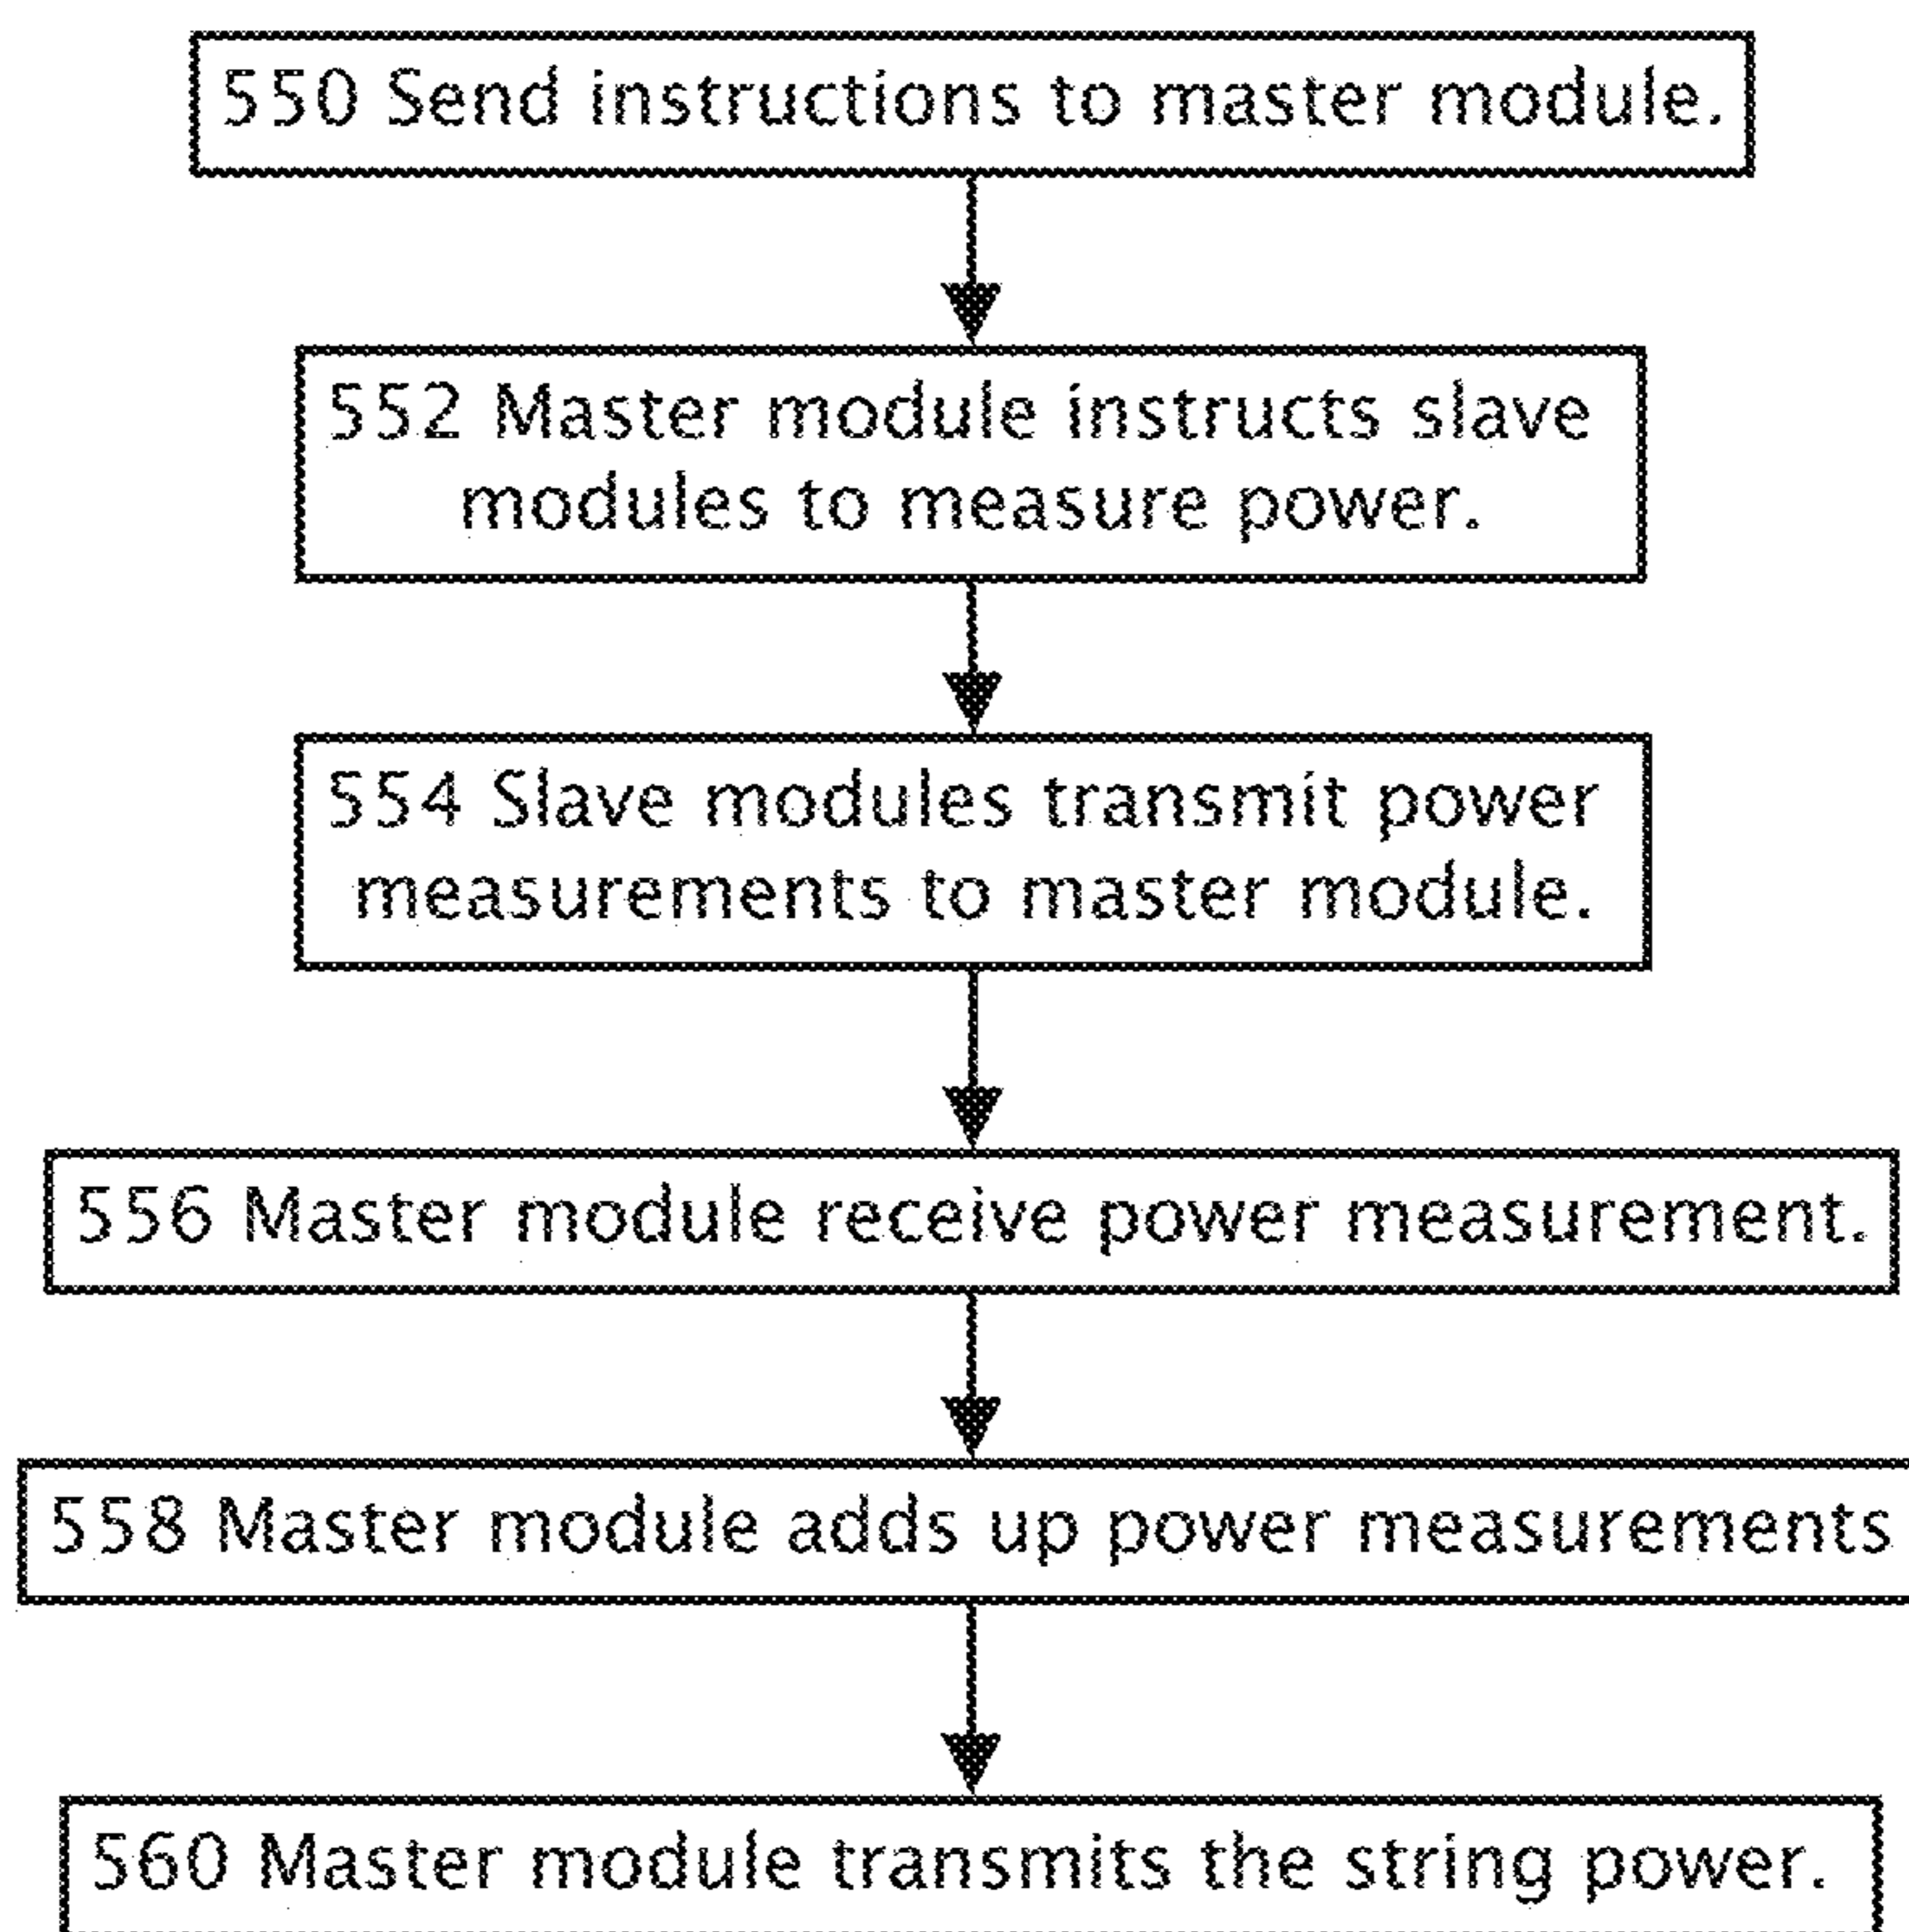 550 Send instructions to master module.
552 Master module instructs slave
modules to measure power.
554 Slave modules transmit power
measurements to master module.
556 Master module receive power measurement.
558 Master module adds up power measurements
560 Master module transmits the string power.